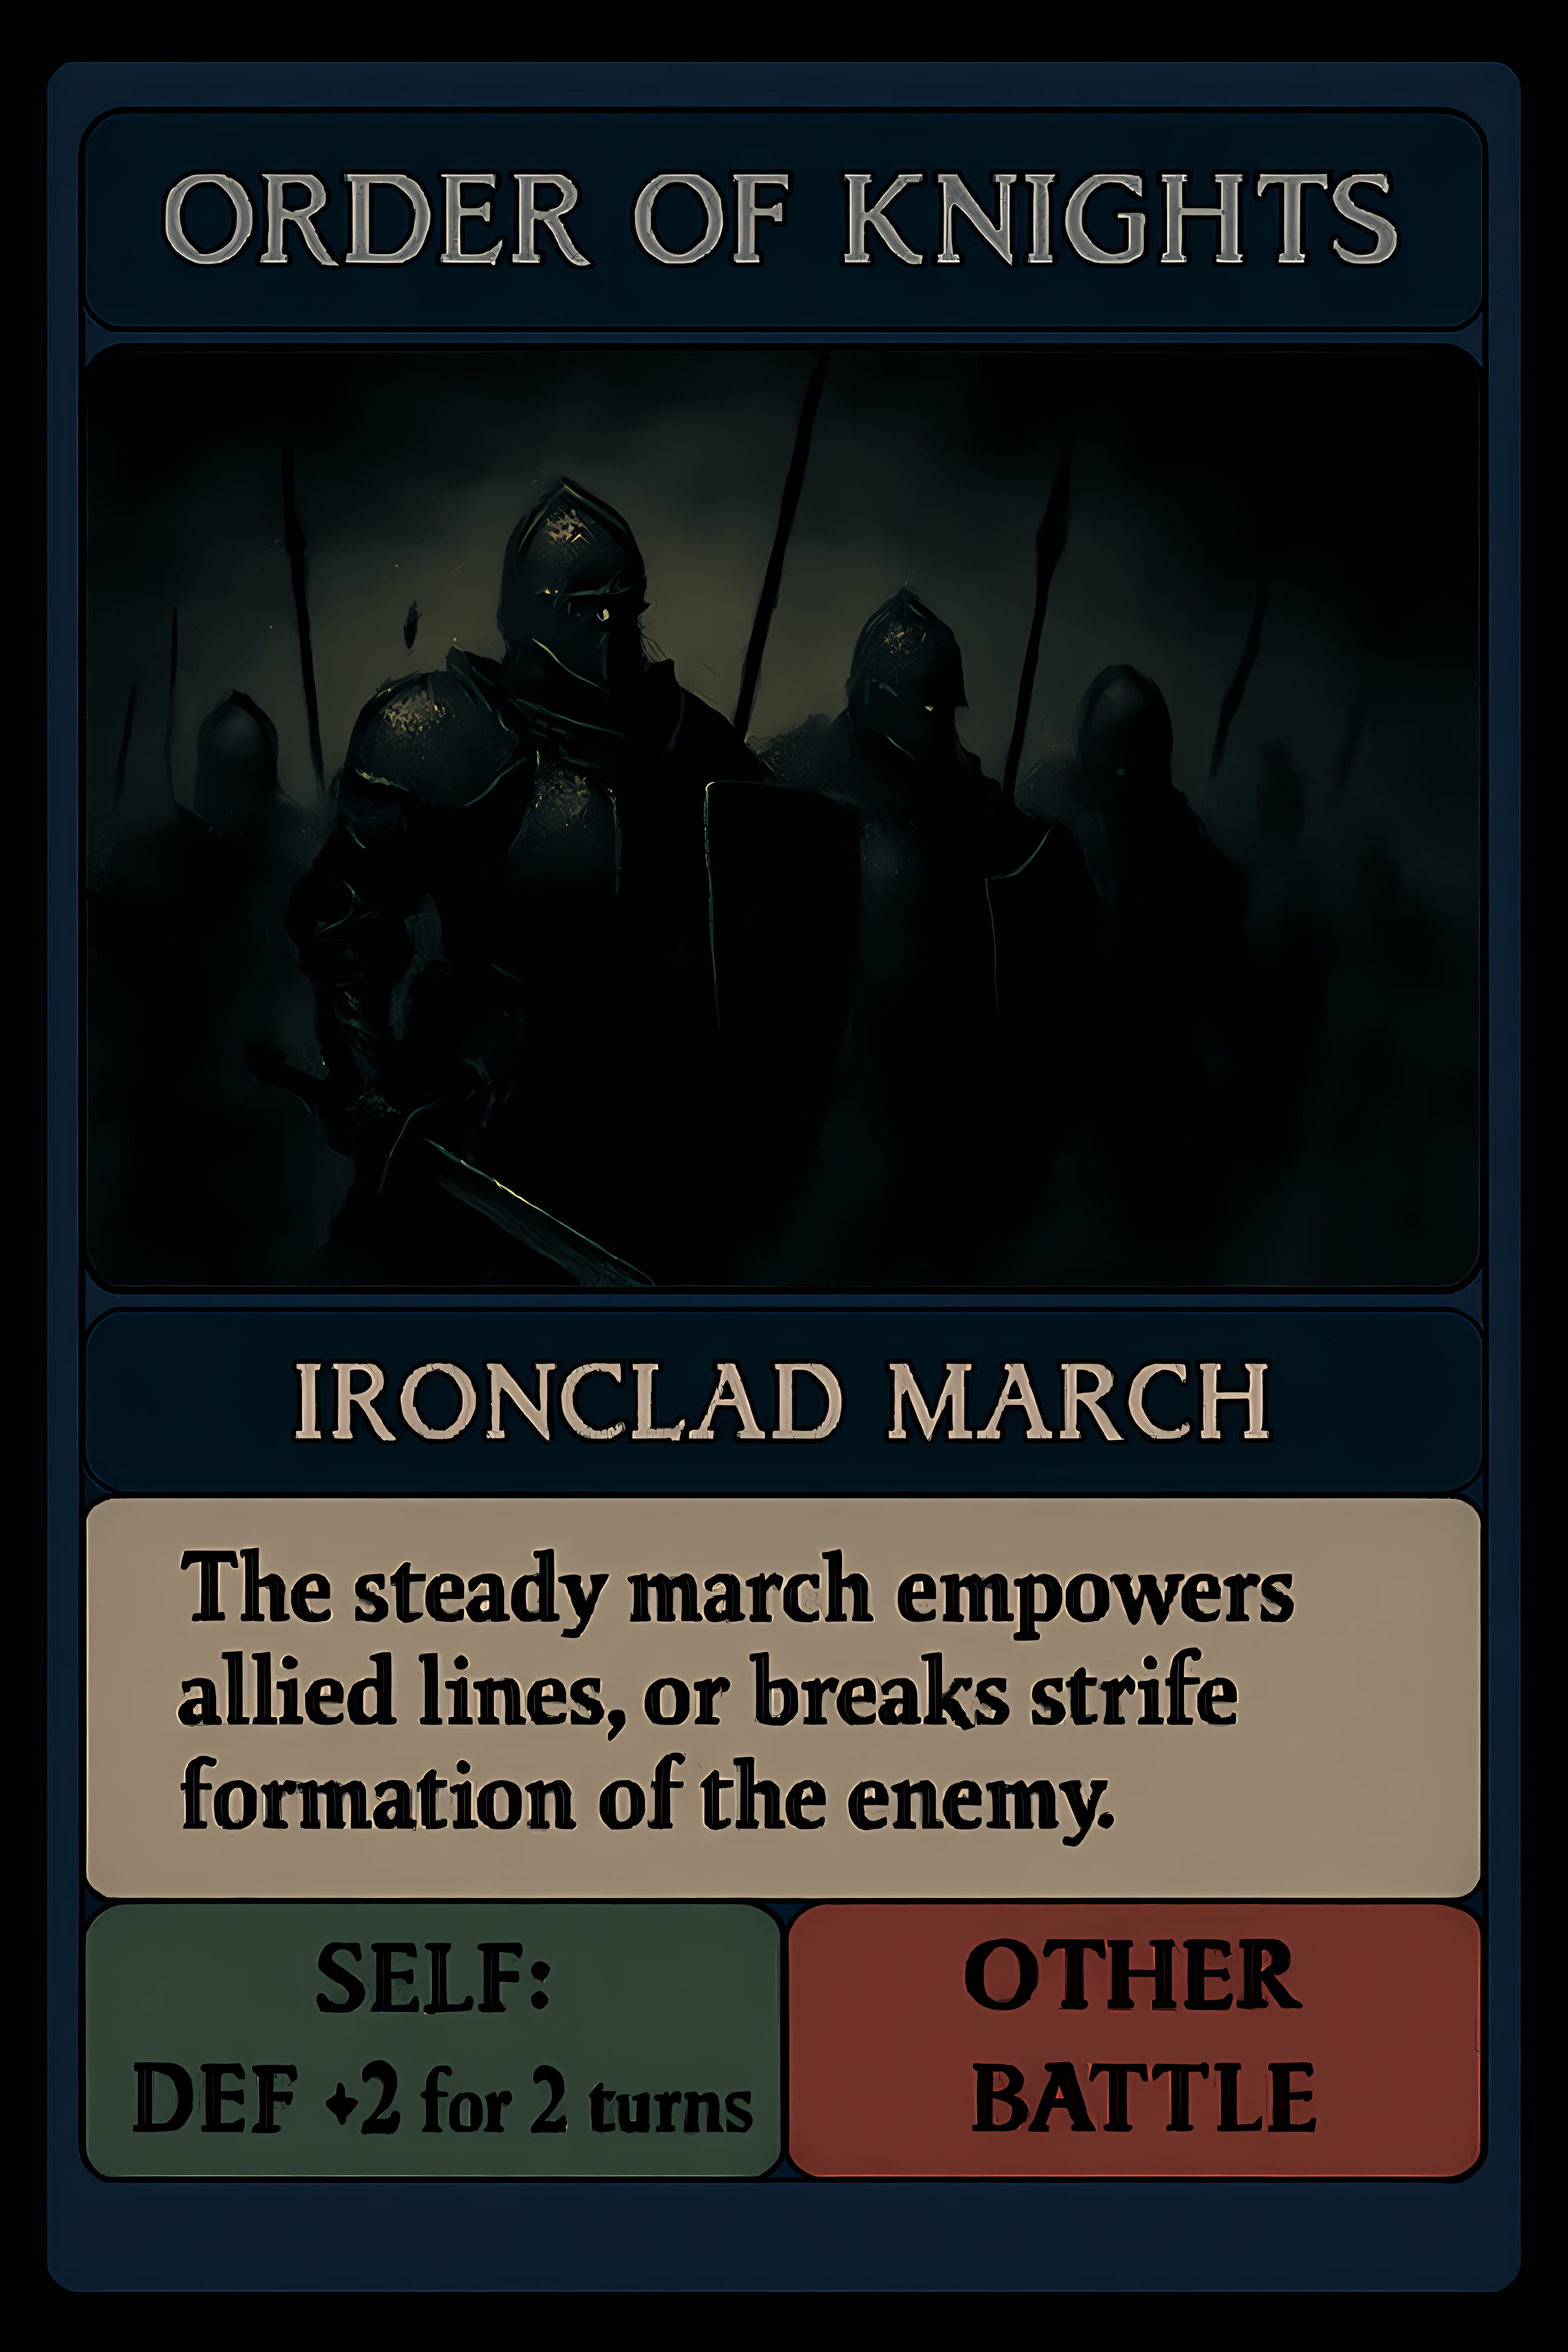 ORDER OF KNIGHTS
IRONCLAD MARCH
The steady march empowers
allied lines, or breaks strife
formation of the enemy.
SELF:
DEF +2 for 2 turns
OTHER
BATTLE